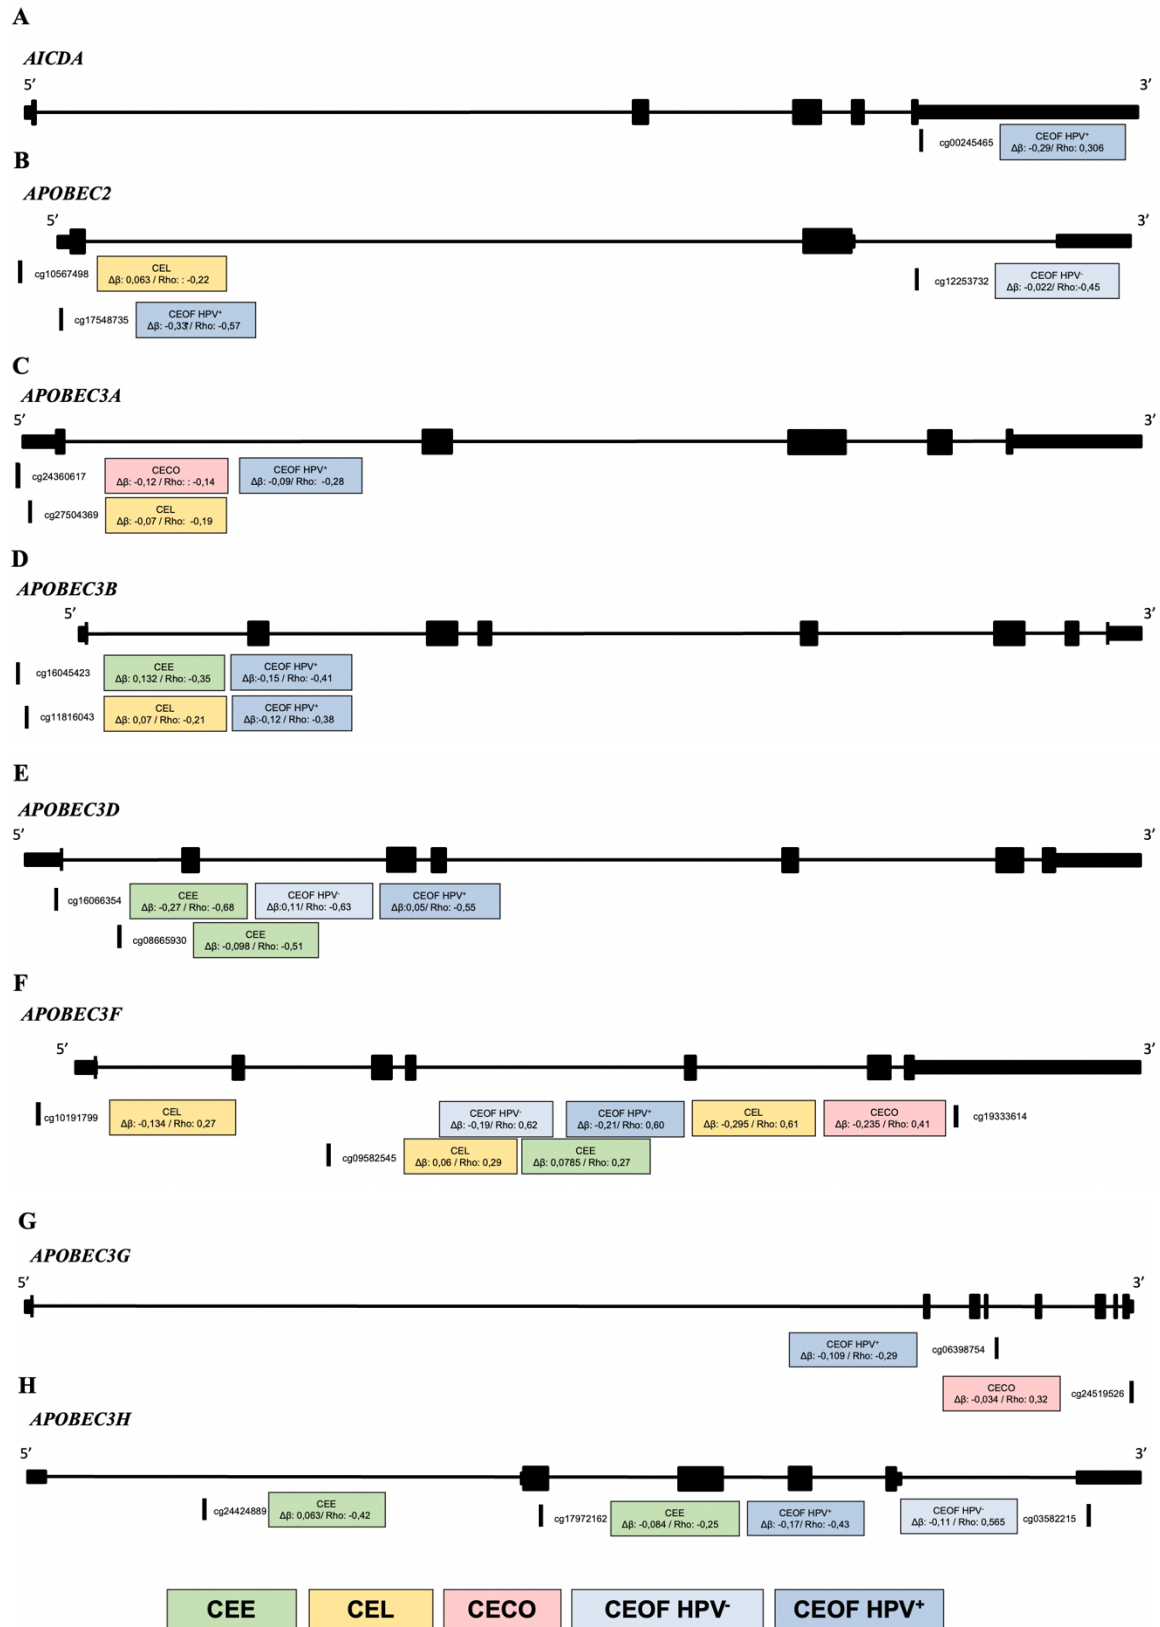 A
AICDA
5’ 3’
cg00245465
CEOF HPV⁺
Δβ: -0,29/ Rho: 0,306
B
APOBEC2
5’ 3’
cg10567498
CEL
Δβ: 0,063 / Rho: : -0,22
cg12253732
CEOF HPV⁻
Δβ: -0,022/ Rho:-0,45
cg17548735
CEOF HPV⁺
Δβ: -0,33/ Rho: -0,57
C
APOBEC3A
5’ 3’
cg24360617
CECO
Δβ: -0,12 / Rho: : -0,14
CEOF HPV⁺
Δβ: -0,09/ Rho: -0,28
cg27504369
CEL
Δβ: -0,07 / Rho: -0,19
D
APOBEC3B
5’ 3’
cg16045423
CEE
Δβ: 0,132 / Rho: -0,35
CEOF HPV⁺
Δβ:-0,15 / Rho: -0,41
cg11816043
CEL
Δβ: 0,07 / Rho: -0,21
CEOF HPV⁺
Δβ:-0,12 / Rho: -0,38
E
APOBEC3D
5’ 3’
cg16066354
CEE
Δβ: -0,27 / Rho: -0,68
CEOF HPV⁻
Δβ:0,11/ Rho: -0,63
CEOF HPV⁺
Δβ:0,05/ Rho: -0,55
cg08665930
CEE
Δβ: -0,098 / Rho: -0,51
F
APOBEC3F
5’ 3’
cg10191799
CEL
Δβ: -0,134 / Rho: 0,27
CEOF HPV⁻
Δβ: -0,19/ Rho: 0,62
CEOF HPV⁺
Δβ: -0,21/ Rho: 0,60
CEL
Δβ: -0,295 / Rho: 0,61
CECO
Δβ: -0,235 / Rho: 0,41
cg19333614
cg09582545
CEL
Δβ: 0,06 / Rho: 0,29
CEE
Δβ: 0,0785 / Rho: 0,27
G
APOBEC3G
5’ 3’
CEOF HPV⁺
Δβ: -0,109 / Rho: -0,29
cg06398754
CECO
Δβ: -0,034 / Rho: 0,32
cg24519526
H
APOBEC3H
5’ 3’
cg24424889
CEE
Δβ: 0,063/ Rho: -0,42
cg17972162
CEE
Δβ: -0,084 / Rho: -0,25
CEOF HPV⁺
Δβ: -0,17/ Rho: -0,43
CEOF HPV⁻
Δβ: -0,11 / Rho: 0,565
cg03582215
CEE CEL CECO CEOF HPV⁻ CEOF HPV⁺